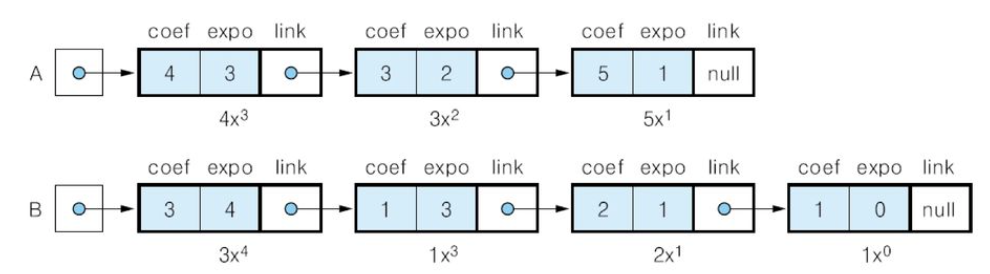 coef expo link coef expo link coef expo link
A 4 3 3 2 5 1 null
4x³ 3x² 5x¹
coef expo link coef expo link coef expo link coef expo link
B 3 4 1 3 2 1 1 0 null
3x⁴ 1x³ 2x¹ 1x⁰